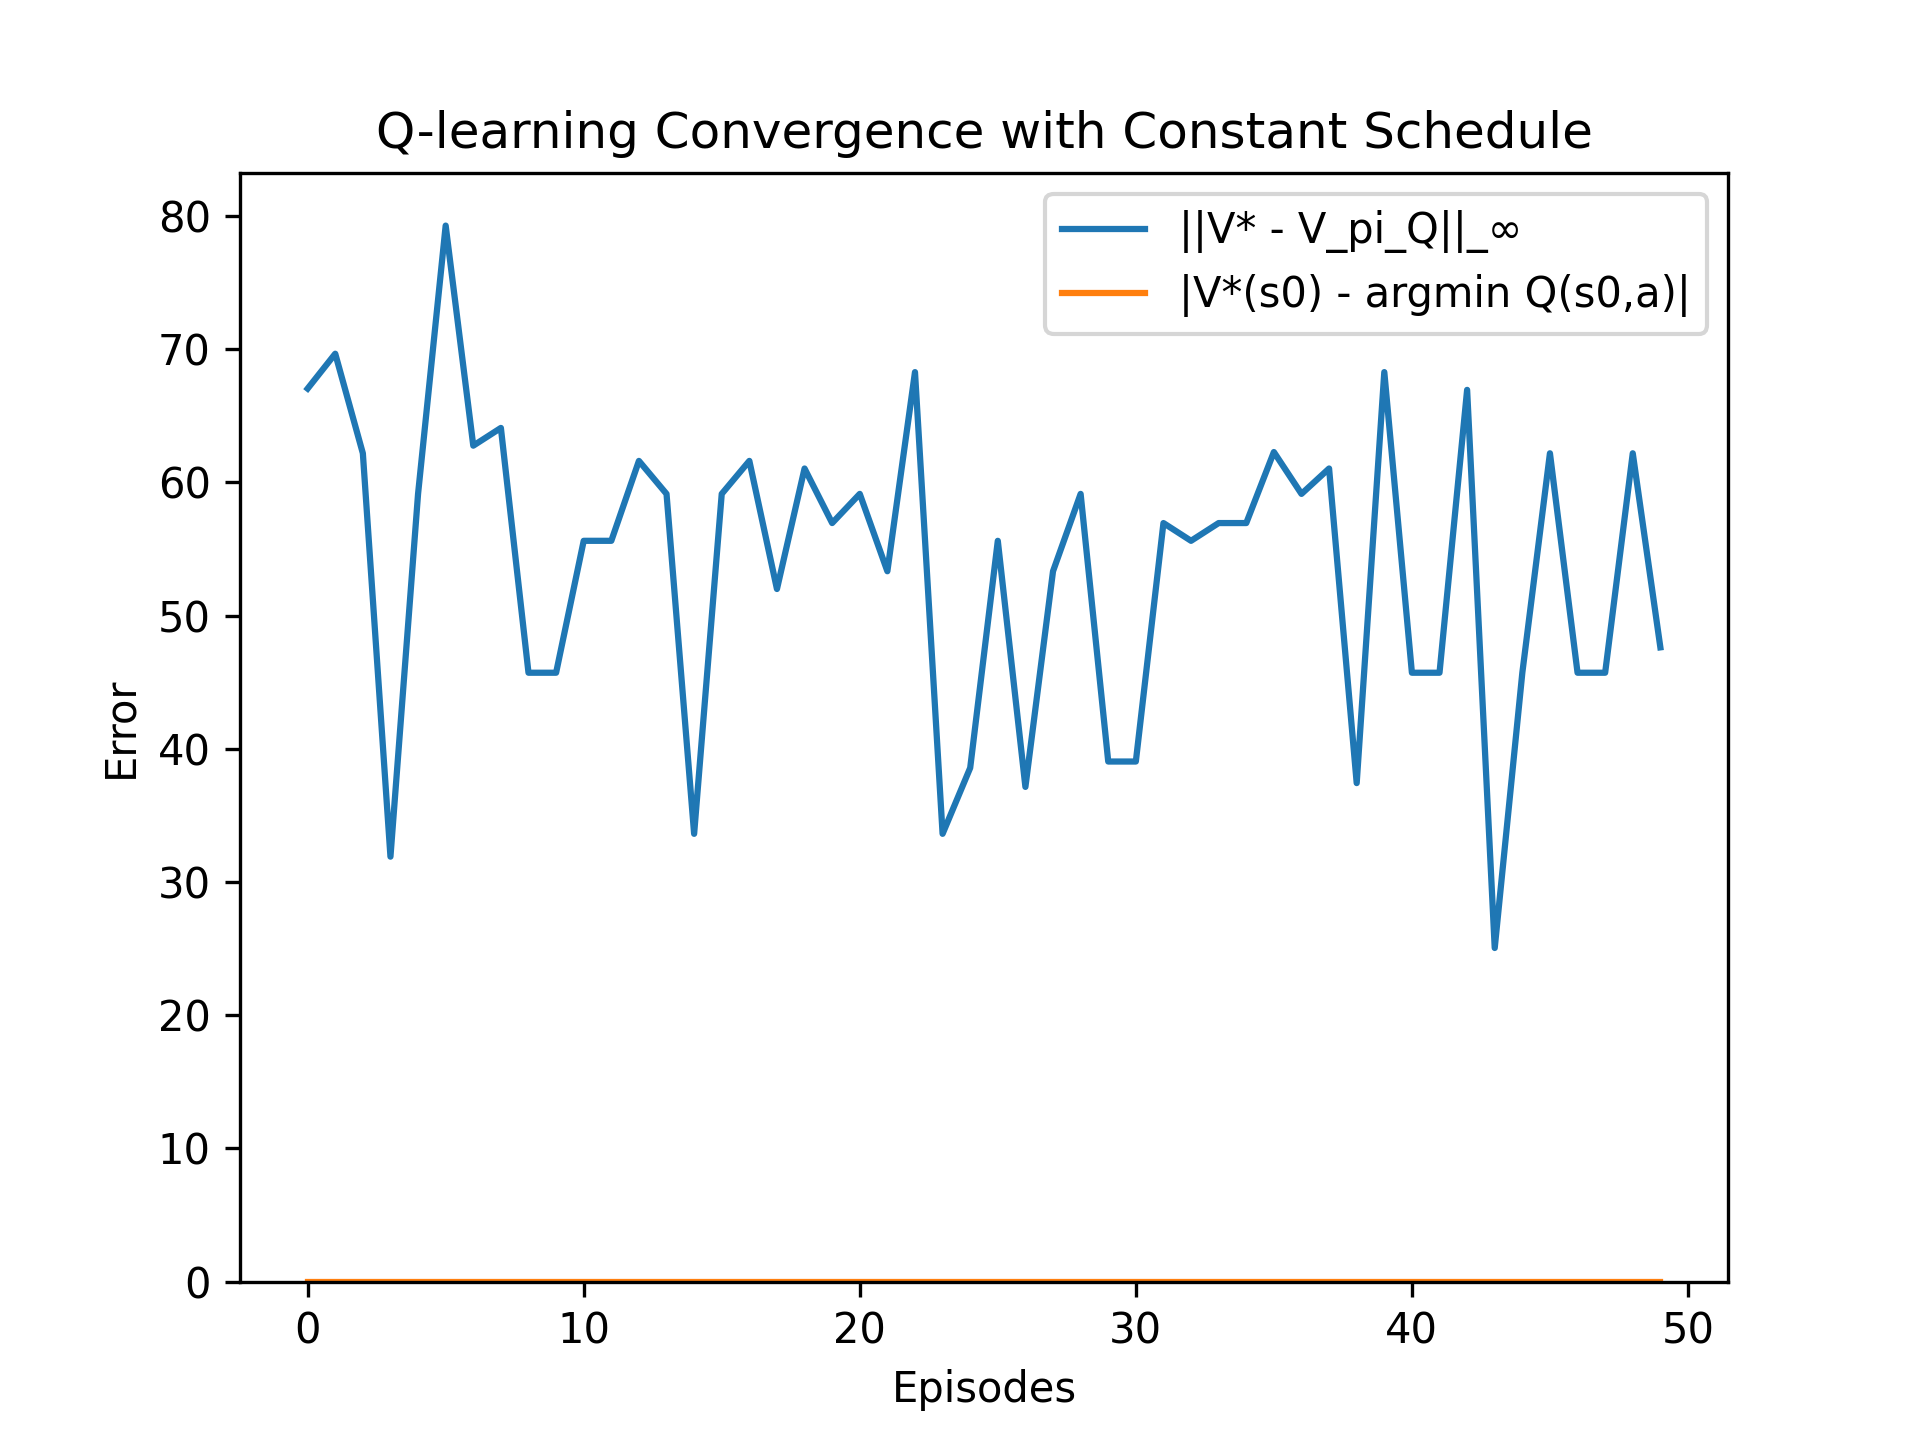 Q-learning Convergence with Constant Schedule
||V* - V_pi_Q||_∞
|V*(s0) - argmin Q(s0,a)|
80
70
60
50
40
30
20
10
0
Error
0 10 20 30 40 50
Episodes